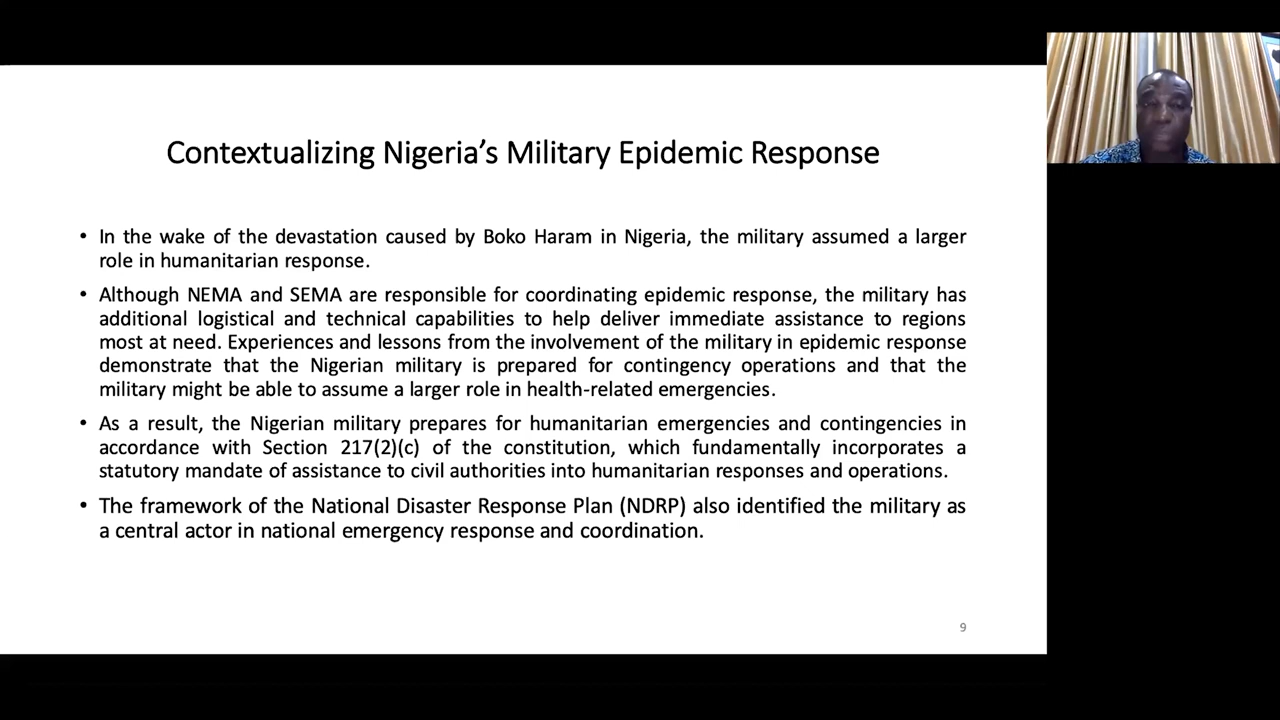 Contextualizing Nigeria's Military Epidemic Response
• In the wake of the devastation caused by Boko Haram in Nigeria, the military assumed a larger
role in humanitarian response.
• Although NEMA and SEMA are responsible for coordinating epidemic response, the military has
additional logistical and technical capabilities to help deliver immediate assistance to regions
most at need. Experiences and lessons from the involvement of the military in epidemic response
demonstrate that the Nigerian military is prepared for contingency operations and that the
military might be able to assume a larger role in health-related emergencies.
• As a result, the Nigerian military prepares for humanitarian emergencies and contingencies in
accordance with Section 217(2)(c) of the constitution, which fundamentally incorporates a
statutory mandate of assistance to civil authorities into humanitarian responses and operations.
• The framework of the National Disaster Response Plan (NDRP) also identified the military as
a central actor in national emergency response and coordination.
9